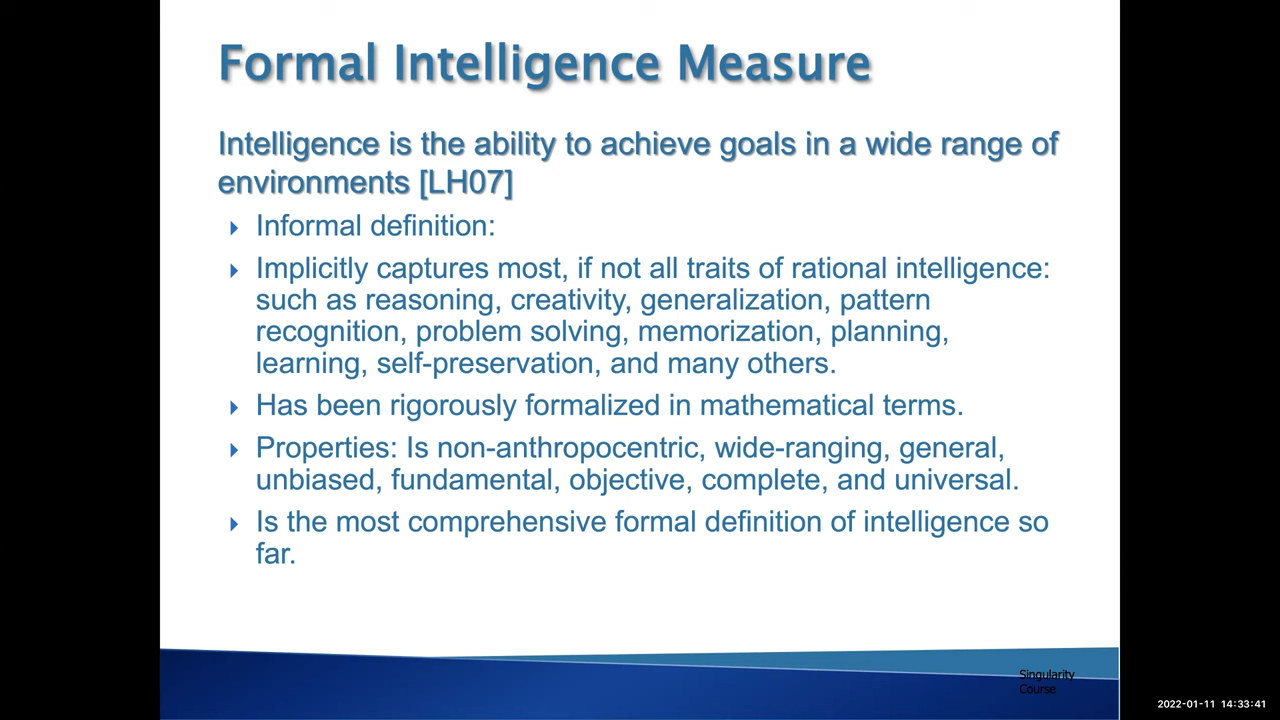 Formal Intelligence Measure
Intelligence is the ability to achieve goals in a wide range of
environments [LH07]
Informal definition:
Implicitly captures most, if not all traits of rational intelligence:
such as reasoning, creativity, generalization, pattern
recognition, problem solving, memorization, planning,
learning, self-preservation, and many others.
Has been rigorously formalized in mathematical terms.
Properties: Is non-anthropocentric, wide-ranging, general,
unbiased, fundamental, objective, complete, and universal.
Is the most comprehensive formal definition of intelligence so
far.
Singularity
Course
2022-01-11 14:33:41